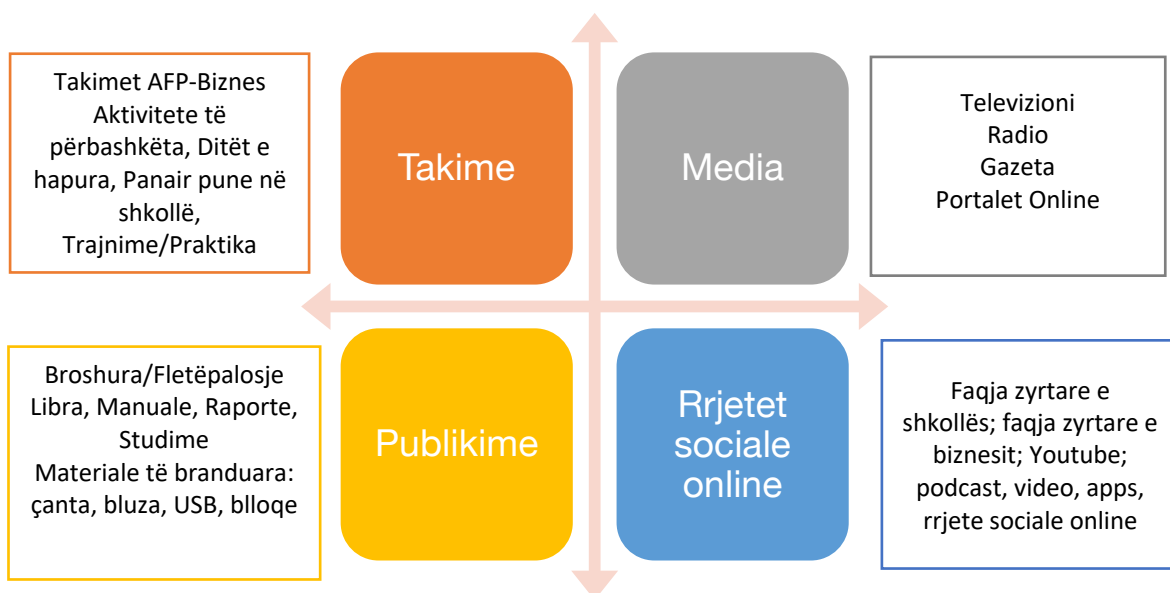 Takimet AFP-Biznes
Aktivitete të
përbashkëta, Ditët e
hapura, Panair pune në
shkollë,
Trajnime/Praktika
Takime
Media
Televizioni
Radio
Gazeta
Portalet Online
Broshura/Fletëpalosje
Libra, Manuale, Raporte,
Studime
Materiale të branduara:
çanta, bluza, USB, blloqe
Publikime
Rrjetet
sociale
online
Faqja zyrtare e
shkollës; faqja zyrtare e
biznesit; Youtube;
podcast, video, apps,
rrjete sociale online